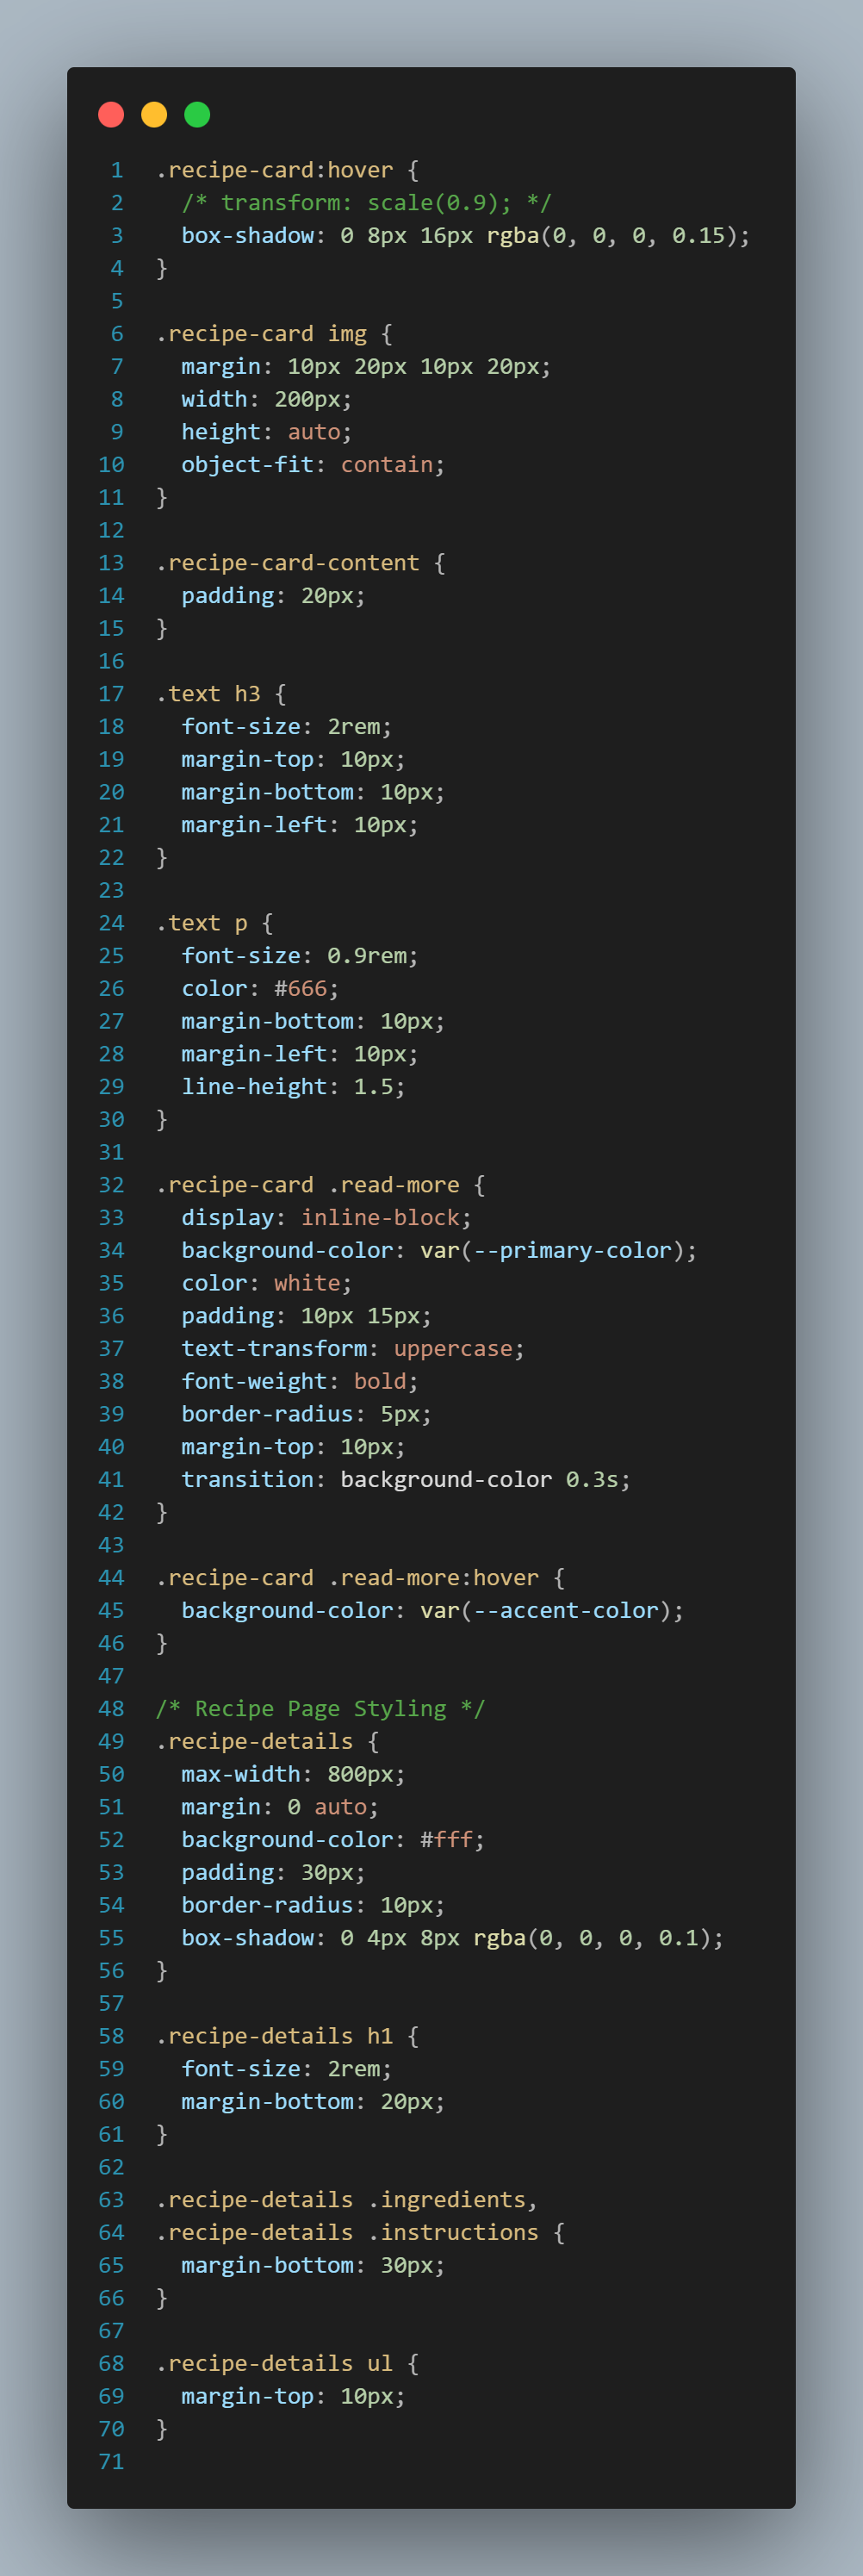 1 .recipe-card:hover {
2 /* transform: scale(0.9); */
3 box-shadow: 0 8px 16px rgba(0, 0, 0, 0.15);
4 }
5
6 .recipe-card img {
7 margin: 10px 20px 10px 20px;
8 width: 200px;
9 height: auto;
10 object-fit: contain;
11 }
12
13 .recipe-card-content {
14 padding: 20px;
15 }
16
17 .text h3 {
18 font-size: 2rem;
19 margin-top: 10px;
20 margin-bottom: 10px;
21 margin-left: 10px;
22 }
23
24 .text p {
25 font-size: 0.9rem;
26 color: #666;
27 margin-bottom: 10px;
28 margin-left: 10px;
29 line-height: 1.5;
30 }
31
32 .recipe-card .read-more {
33 display: inline-block;
34 background-color: var(--primary-color);
35 color: white;
36 padding: 10px 15px;
37 text-transform: uppercase;
38 font-weight: bold;
39 border-radius: 5px;
40 margin-top: 10px;
41 transition: background-color 0.3s;
42 }
43
44 .recipe-card .read-more:hover {
45 background-color: var(--accent-color);
46 }
47
48 /* Recipe Page Styling */
49 .recipe-details {
50 max-width: 800px;
51 margin: 0 auto;
52 background-color: #fff;
53 padding: 30px;
54 border-radius: 10px;
55 box-shadow: 0 4px 8px rgba(0, 0, 0, 0.1);
56 }
57
58 .recipe-details h1 {
59 font-size: 2rem;
60 margin-bottom: 20px;
61 }
62
63 .recipe-details .ingredients,
64 .recipe-details .instructions {
65 margin-bottom: 30px;
66 }
67
68 .recipe-details ul {
69 margin-top: 10px;
70 }
71